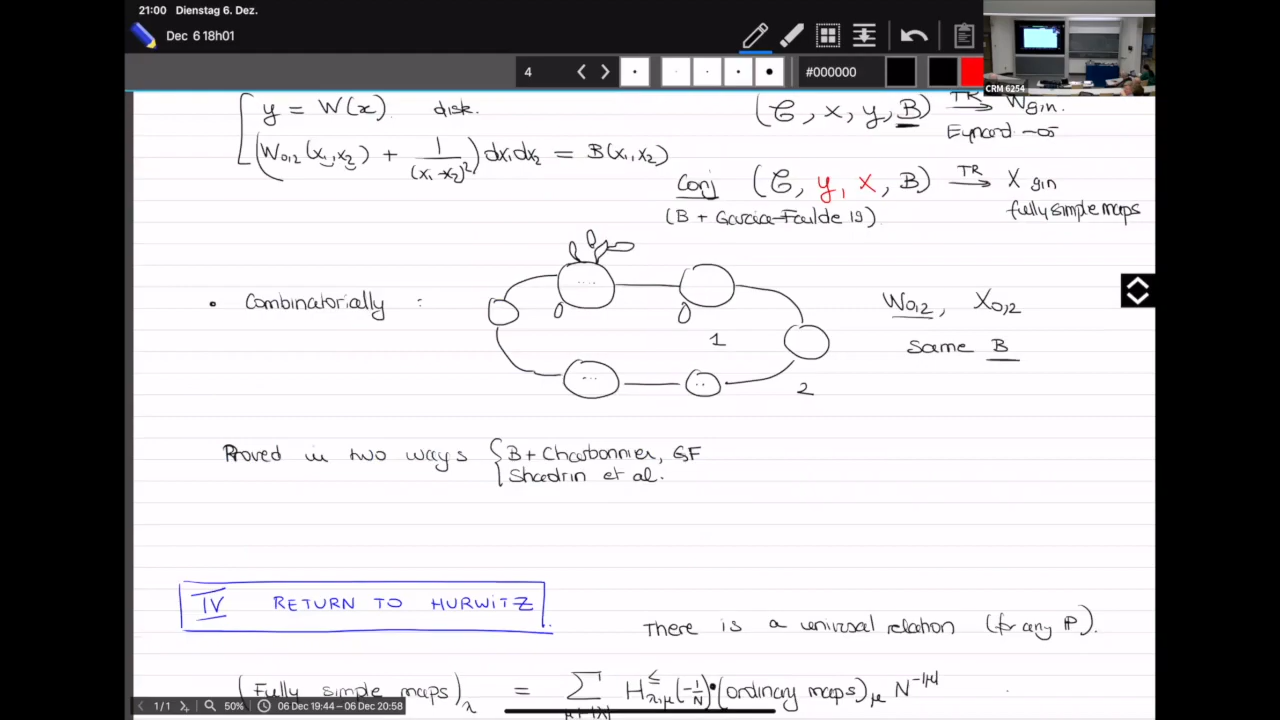 21:00 Dienstag 6. Dez.
Dec 6 18h01
4
#000000
CRM 6254
y = W(x) disk.
(W0,2(x1,x2) + 1/(x1-x2)²) dx1dx2 = B(x1,x2)
(C, x, y, B) TR→ Wg,n.
Eynard ~05
Conj (C, y, x, B) TR→ Xg,n
(B + Garcia-Failde 19)
fully simple maps
• Combinatorially :
1
2
W0,2, X0,2
Same B
Proved in two ways { B + Charbonnier, GF
Shadrin et al.
IV RETURN TO HURWITZ
There is a universal relation (for any P).
(Fully simple maps)λ = Σ H≤λ,μ(-1/N) • (ordinary maps)μ N^-|μ|
1/1 50% 06 Dec 19:44 → 06 Dec 20:58